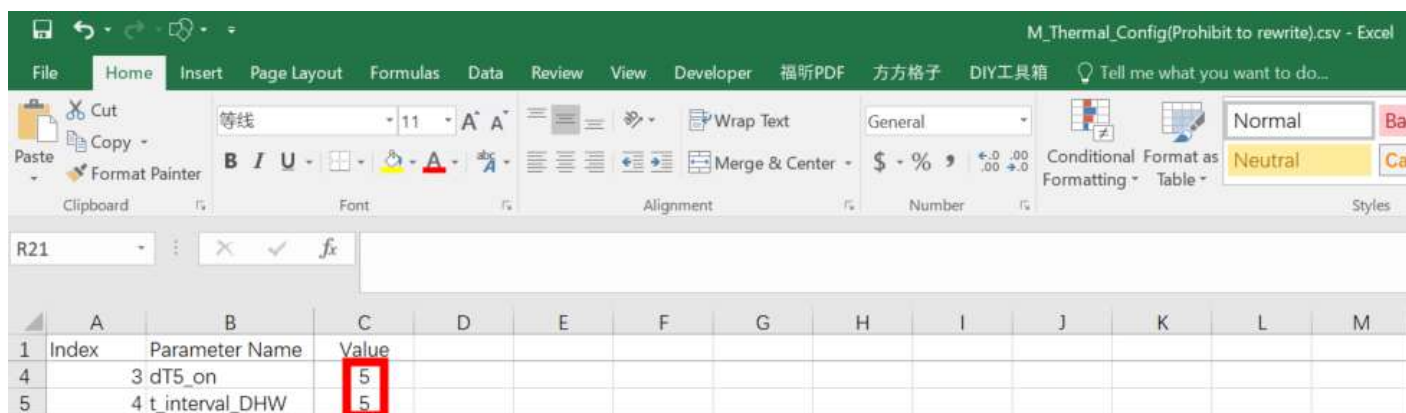 M_Thermal_Config(Prohibit to rewrite).csv - Excel
File Home Insert Page Layout Formulas Data Review View Developer 福昕PDF 方方格子 DIY工具箱 Tell me what you want to do...
Cut
Copy
Format Painter
Paste
等线 11 A A
B I U A
Wrap Text
Merge & Center
General
$ % , .00 .0
Conditional Formatting
Format as Table
Normal
Neutral
Clipboard Font Alignment Number Styles
R21 fx
A B C D E F G H I J K L M
1 Index Parameter Name Value
4 3 dT5_on 5
5 4 t_interval_DHW 5